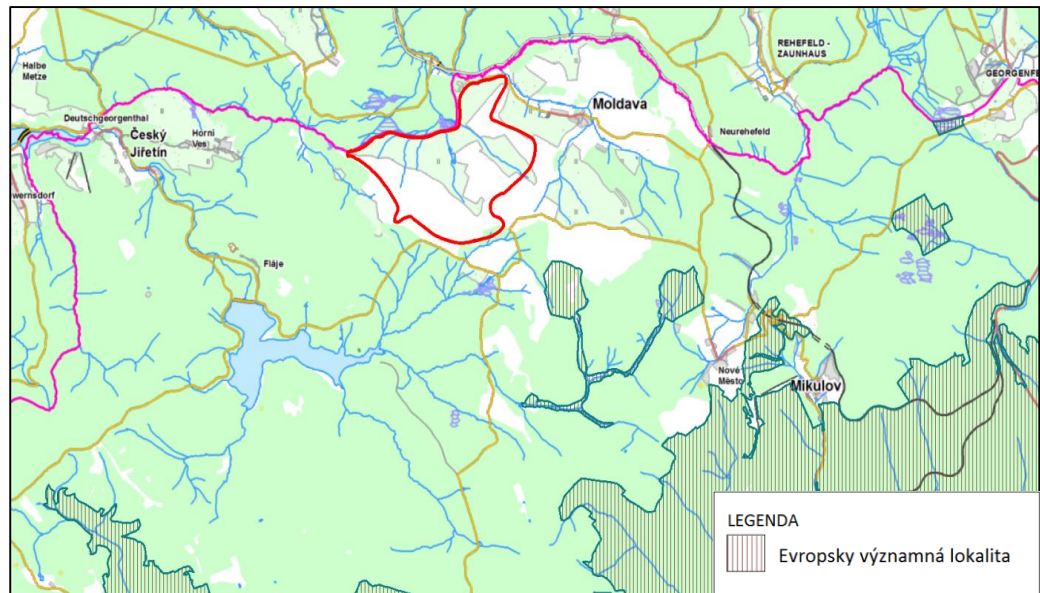 Halbe
Metze
REHEFELD -
ZAUNHAUS
GEORGENFE
Deutschgeorgenthal
Český
Jiřetín
Horní
Ves
Moldava
Neurehefeld
wernsdorf
Fláje
Nové
Město
Mikulov
LEGENDA
Evropsky významná lokalita